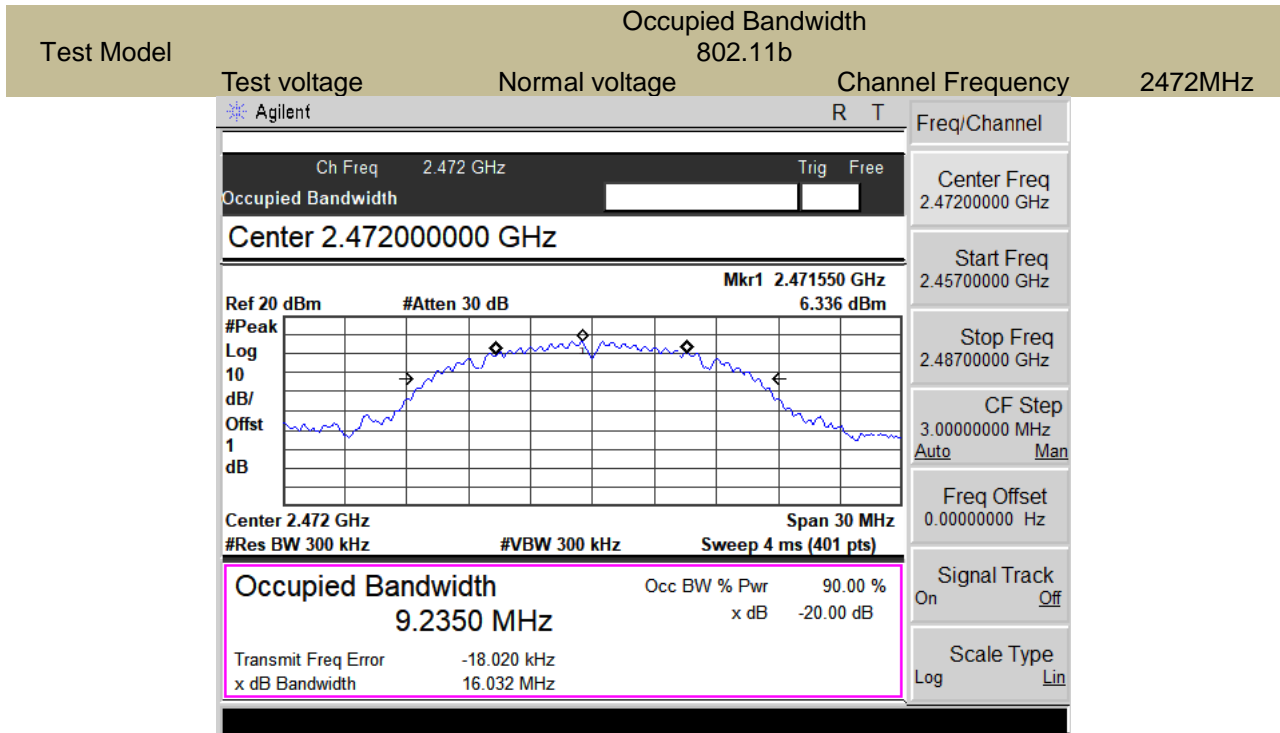 Occupied Bandwidth
Test Model 802.11b
Test voltage Normal voltage Channel Frequency 2472MHz
Agilent R T
Freq/Channel
Ch Freq 2.472 GHz Trig Free
Occupied Bandwidth
Center 2.472000000 GHz
Mkr1 2.471550 GHz
Ref 20 dBm #Atten 30 dB 6.336 dBm
#Peak
Log
10
dB/
Offst
1
dB
1
Center 2.472 GHz Span 30 MHz
#Res BW 300 kHz #VBW 300 kHz Sweep 4 ms (401 pts)
Occupied Bandwidth Occ BW % Pwr 90.00 %
9.2350 MHz x dB -20.00 dB
Transmit Freq Error -18.020 kHz
x dB Bandwidth 16.032 MHz
Center Freq
2.47200000 GHz
Start Freq
2.45700000 GHz
Stop Freq
2.48700000 GHz
CF Step
3.00000000 MHz
Auto Man
Freq Offset
0.00000000 Hz
Signal Track
On Off
Scale Type
Log Lin